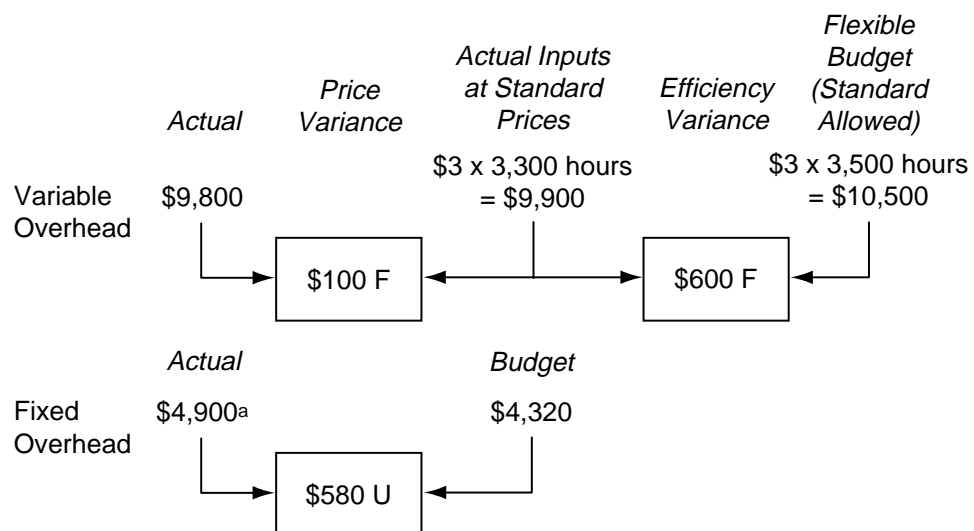 Actual
Price
Variance
Actual Inputs
at Standard
Prices
Efficiency
Variance
Flexible
Budget
(Standard
Allowed)
Variable
Overhead
$9,800
$3 x 3,300 hours
= $9,900
$3 x 3,500 hours
= $10,500
$100 F
$600 F
Actual
Budget
Fixed
Overhead
$4,900a
$4,320
$580 U